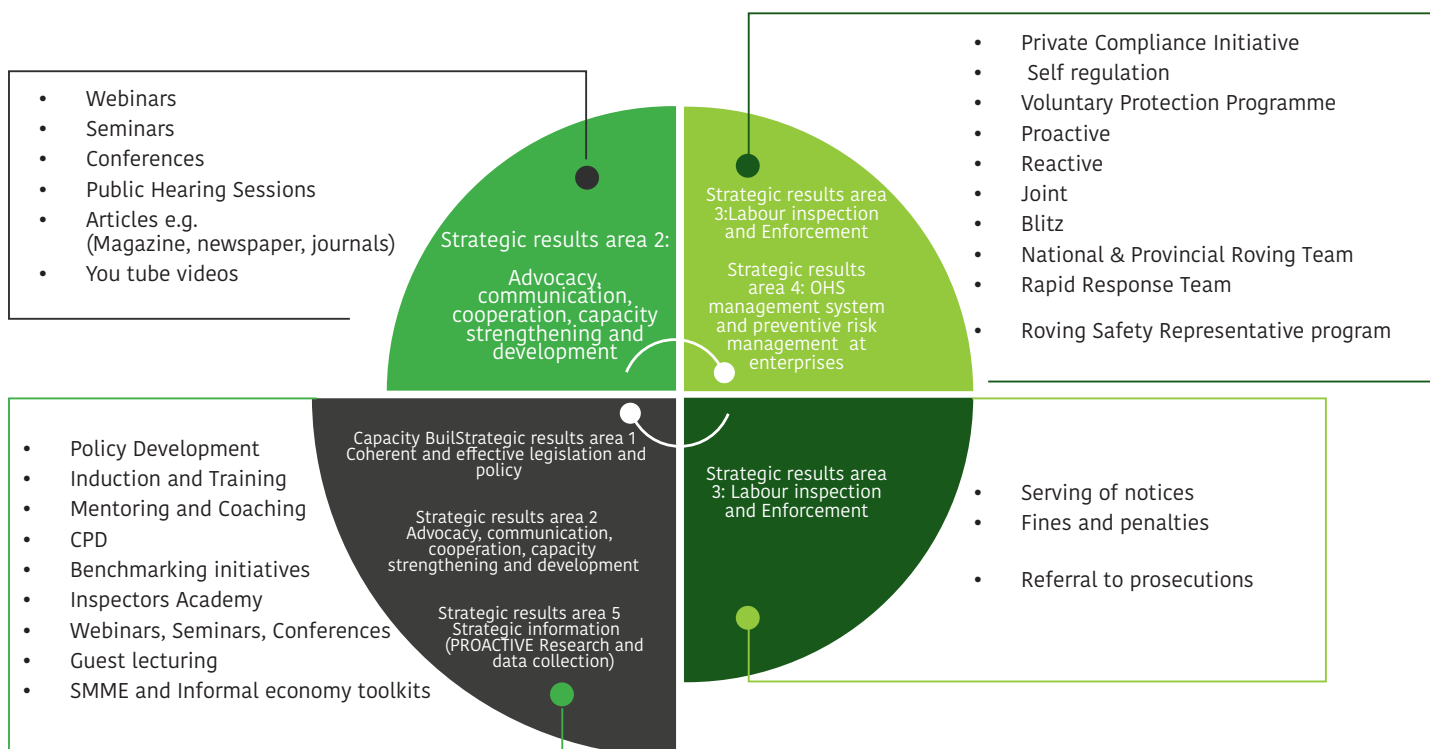 • Webinars
• Seminars
• Conferences
• Public Hearing Sessions
• Articles e.g.
(Magazine, newspaper, journals)
• You tube videos
Strategic results area 2:
Advocacy,
communication,
cooperation, capacity
strengthening and
development
Strategic results area
3:Labour inspection
and Enforcement
Strategic results
area 4: OHS
management system
and preventive risk
management at
enterprises
• Private Compliance Initiative
• Self regulation
• Voluntary Protection Programme
• Proactive
• Reactive
• Joint
• Blitz
• National & Provincial Roving Team
• Rapid Response Team
• Roving Safety Representative program
• Policy Development
• Induction and Training
• Mentoring and Coaching
• CPD
• Benchmarking initiatives
• Inspectors Academy
• Webinars, Seminars, Conferences
• Guest lecturing
• SMME and Informal economy toolkits
Capacity BuilStrategic results area 1
Coherent and effective legislation and
policy
Strategic results area 2
Advocacy, communication,
cooperation, capacity
strengthening and development
Strategic results area 5
Strategic information
(PROACTIVE Research and
data collection)
Strategic results area
3: Labour inspection
and Enforcement
• Serving of notices
• Fines and penalties
• Referral to prosecutions